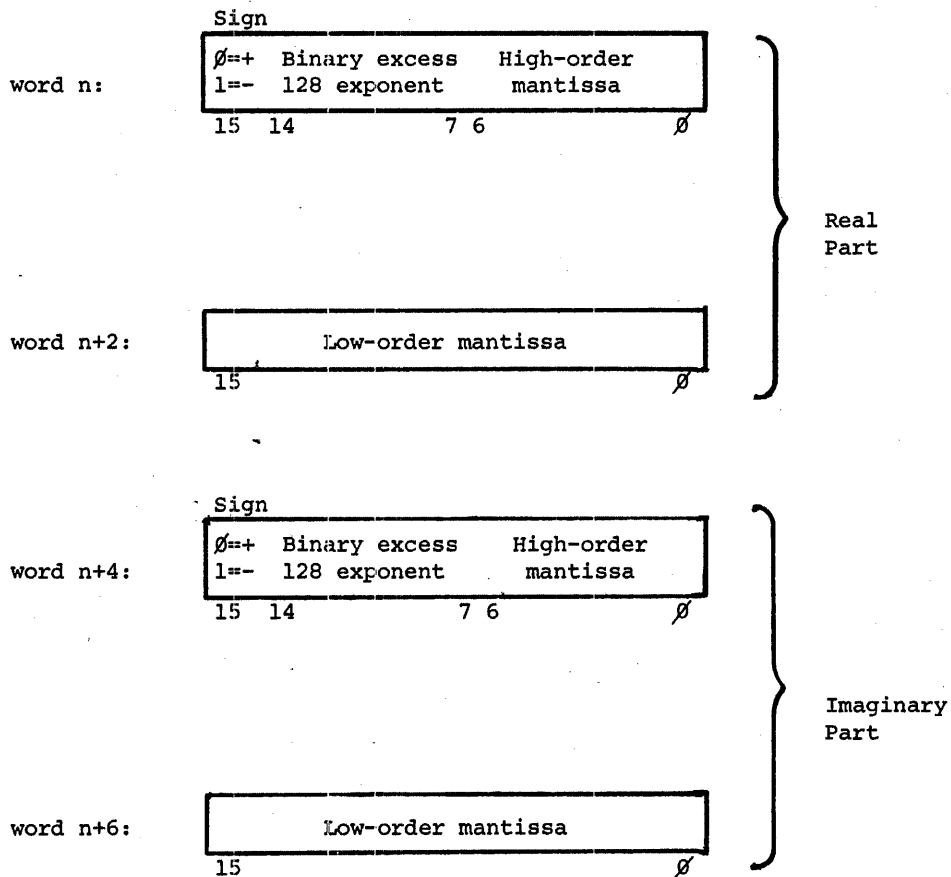 Sign
Ø=+ Binary excess High-order
word n: 1=- 128 exponent mantissa
15 14 7 6 Ø
Real
Part
word n+2: Low-order mantissa
15 Ø
Sign
Ø=+ Binary excess High-order
word n+4: 1=- 128 exponent mantissa
15 14 7 6 Ø
Imaginary
Part
word n+6: Low-order mantissa
15 Ø